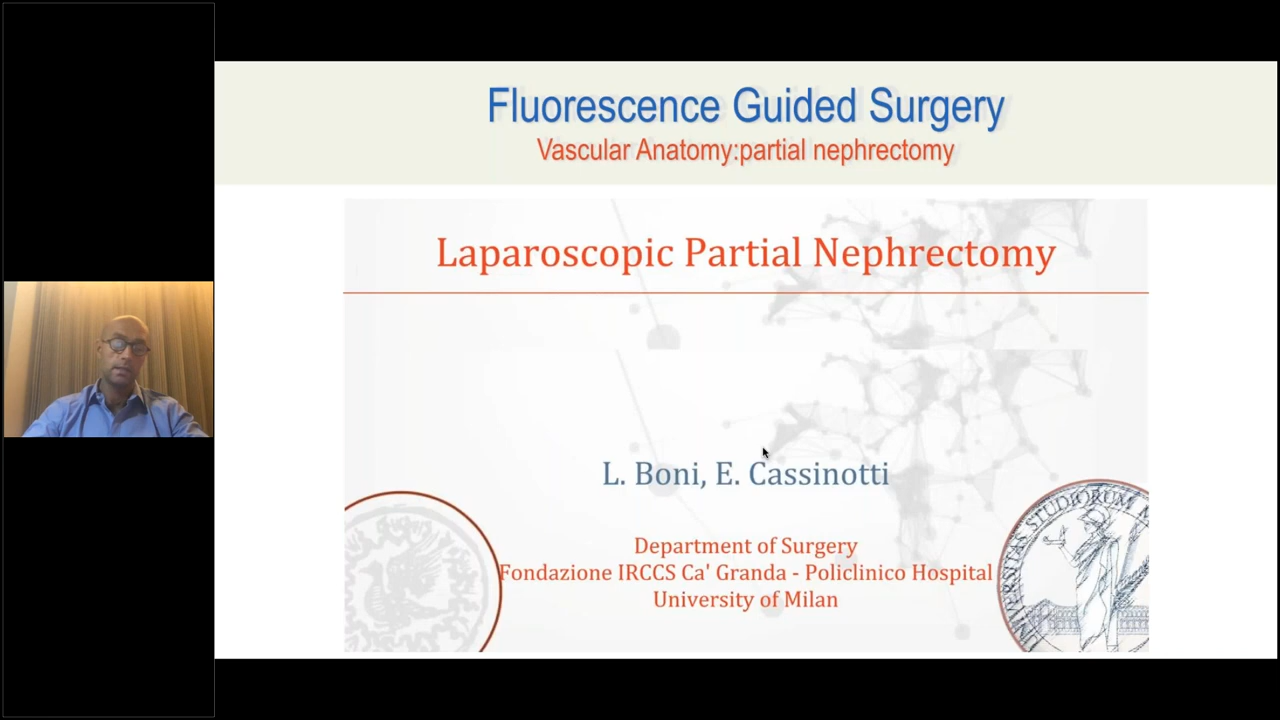 Fluorescence Guided Surgery
Vascular Anatomy:partial nephrectomy
Laparoscopic Partial Nephrectomy
L. Boni, E. Cassinotti
Department of Surgery
Fondazione IRCCS Ca' Granda - Policlinico Hospital
University of Milan
STUDIORUM